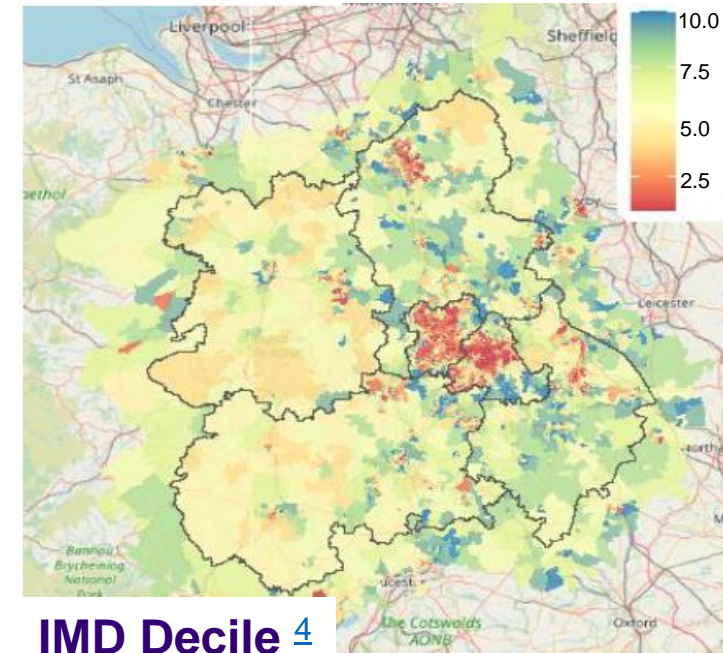 Liverpool
Sheffield
St Asaph
Chester
10.0
7.5
5.0
2.5
Leicester
Bannau
Brycheiniog
National
Park
The Cotswolds
AONB
Oxford
IMD Decile 4